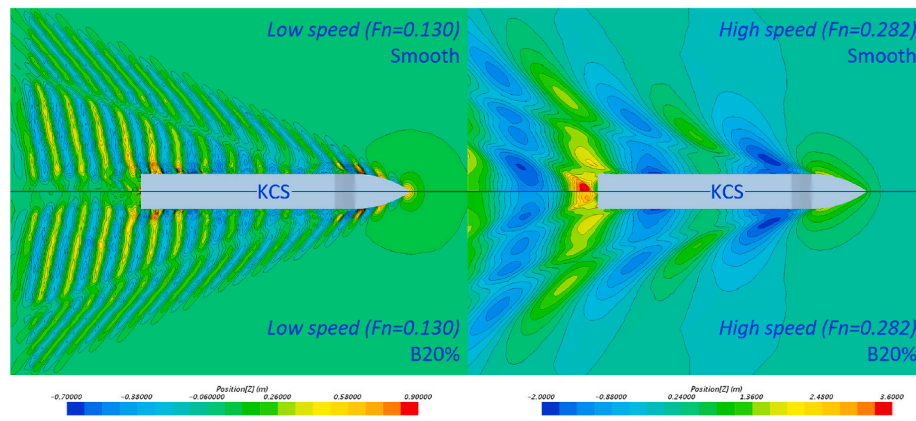 Low speed (Fn=0.130)
Smooth
KCS
Low speed (Fn=0.130)
B20%
High speed (Fn=0.282)
Smooth
KCS
High speed (Fn=0.282)
B20%
Position[Z] (m)
-0.70000 -0.38000 -0.060000 0.26000 0.58000 0.90000
Position[Z] (m)
-2.0000 -0.88000 0.24000 1.3600 2.4800 3.6000